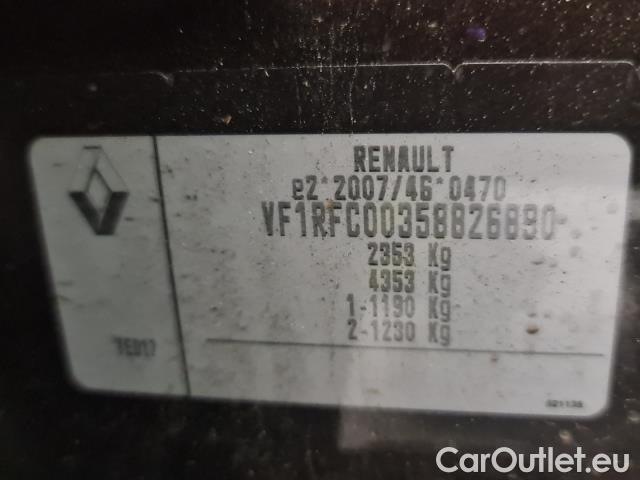 RENAULT
e2*2007/46*0470
VF1RFC00358826890
2353 Kg
4353 Kg
1-1190 Kg
2-1230 Kg
CarOutlet.eu